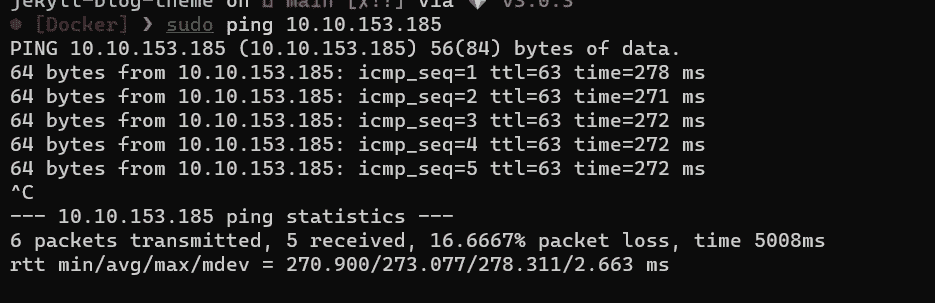 jekyll-blog-theme on main [✗!?] via v3.0.3
[Docker] ❯ sudo ping 10.10.153.185
PING 10.10.153.185 (10.10.153.185) 56(84) bytes of data.
64 bytes from 10.10.153.185: icmp_seq=1 ttl=63 time=278 ms
64 bytes from 10.10.153.185: icmp_seq=2 ttl=63 time=271 ms
64 bytes from 10.10.153.185: icmp_seq=3 ttl=63 time=272 ms
64 bytes from 10.10.153.185: icmp_seq=4 ttl=63 time=272 ms
64 bytes from 10.10.153.185: icmp_seq=5 ttl=63 time=272 ms
^C
--- 10.10.153.185 ping statistics ---
6 packets transmitted, 5 received, 16.6667% packet loss, time 5008ms
rtt min/avg/max/mdev = 270.900/273.077/278.311/2.663 ms